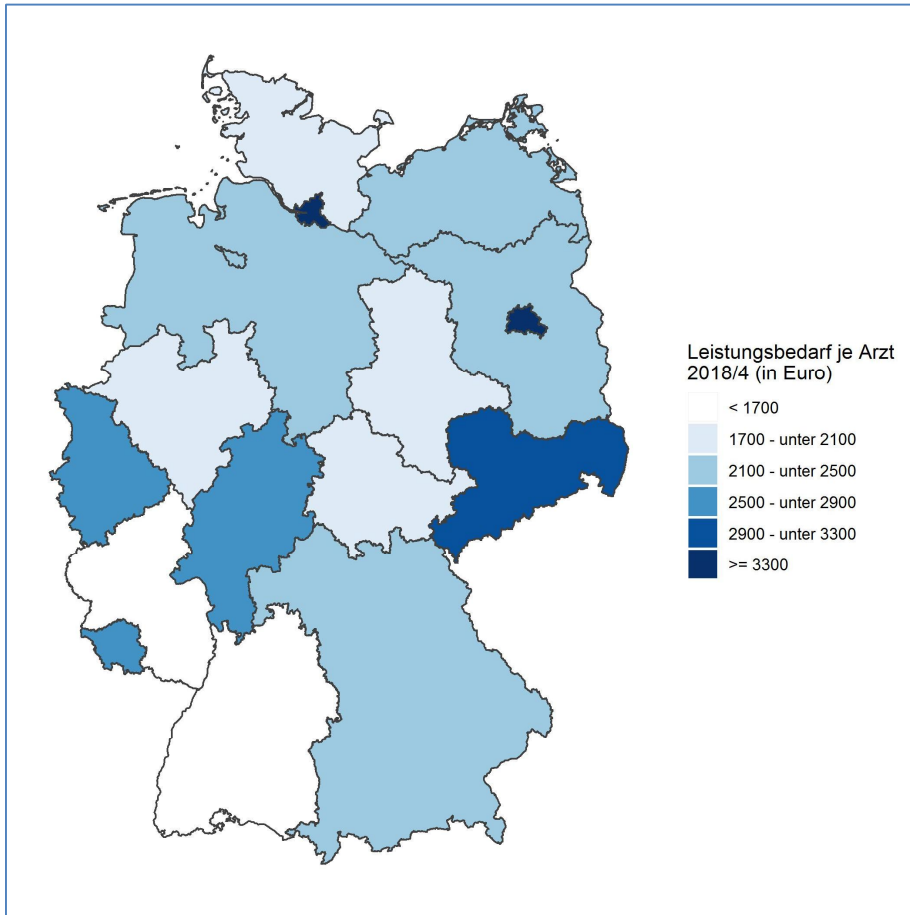 Leistungsbedarf je Arzt
2018/4 (in Euro)
< 1700
1700 - unter 2100
2100 - unter 2500
2500 - unter 2900
2900 - unter 3300
>= 3300